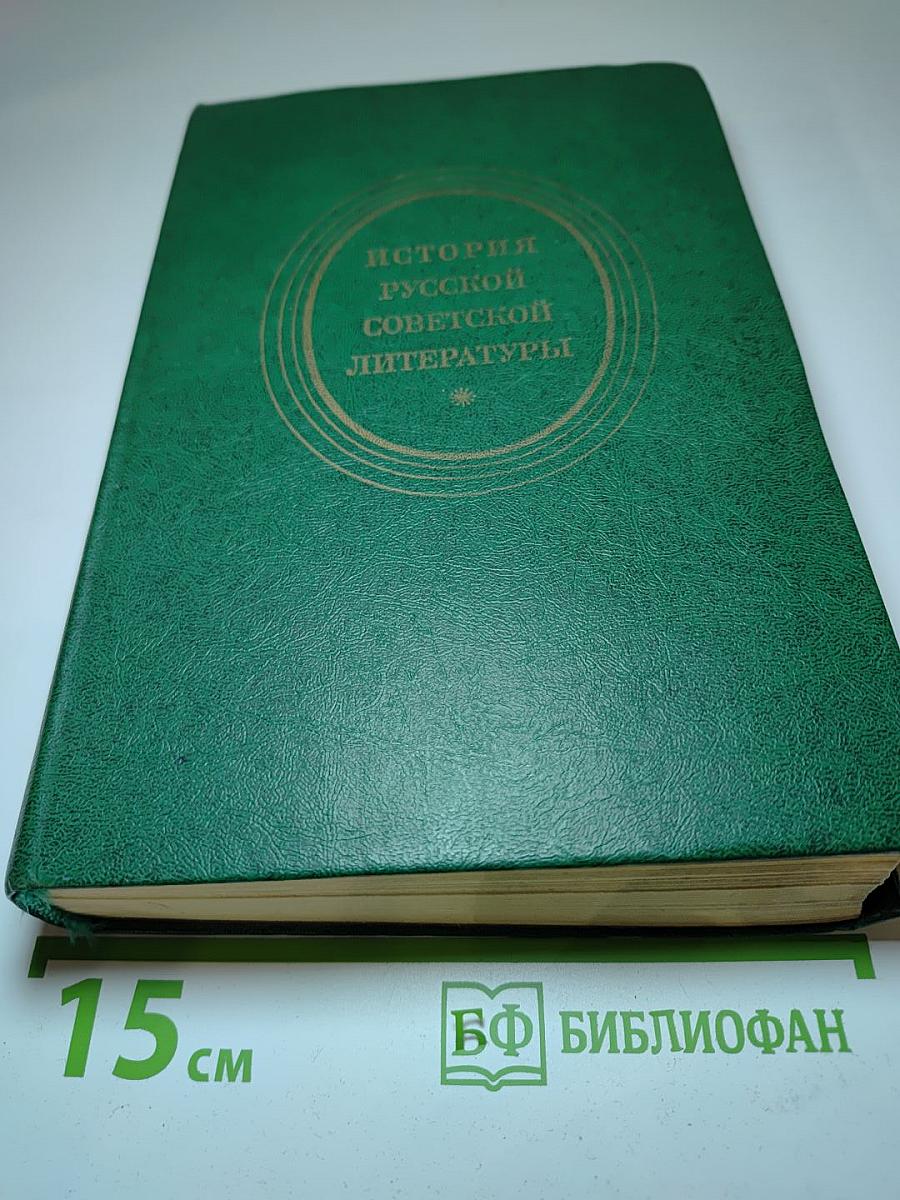 ИСТОРИЯ
РУССКОЙ
СОВЕТСКОЙ
ЛИТЕРАТУРЫ
15 см
БФ БИБЛИОФАН